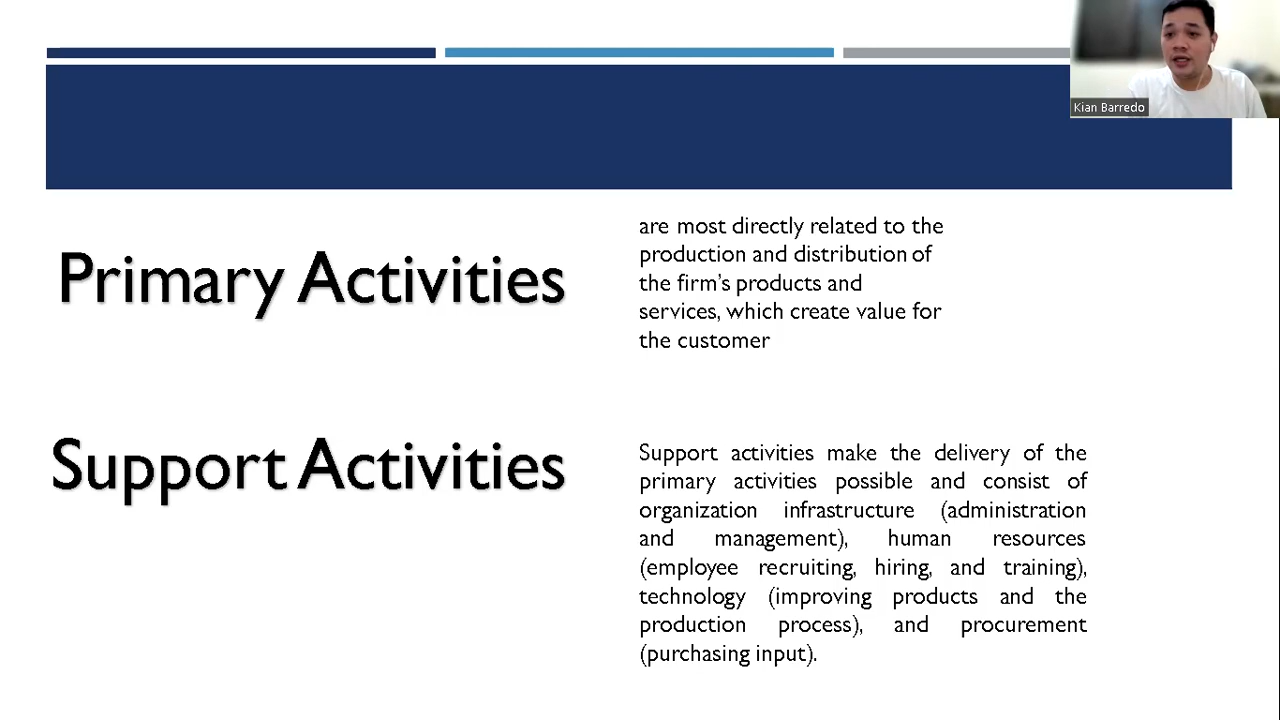 Kian Barredo
Primary Activities
are most directly related to the
production and distribution of
the firm's products and
services, which create value for
the customer
Support Activities
Support activities make the delivery of the
primary activities possible and consist of
organization infrastructure (administration
and management), human resources
(employee recruiting, hiring, and training),
technology (improving products and the
production process), and procurement
(purchasing input).